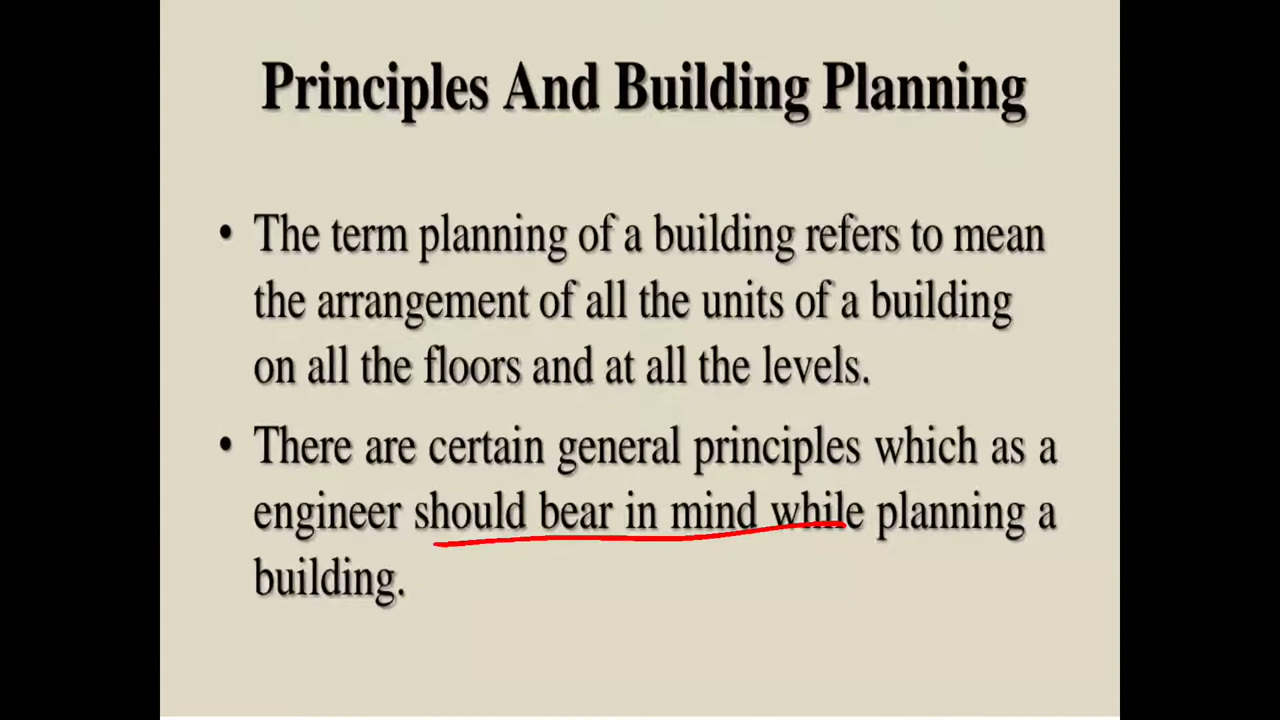 Principles And Building Planning
• The term planning of a building refers to mean
the arrangement of all the units of a building
on all the floors and at all the levels.
• There are certain general principles which as a
engineer should bear in mind while planning a
building.